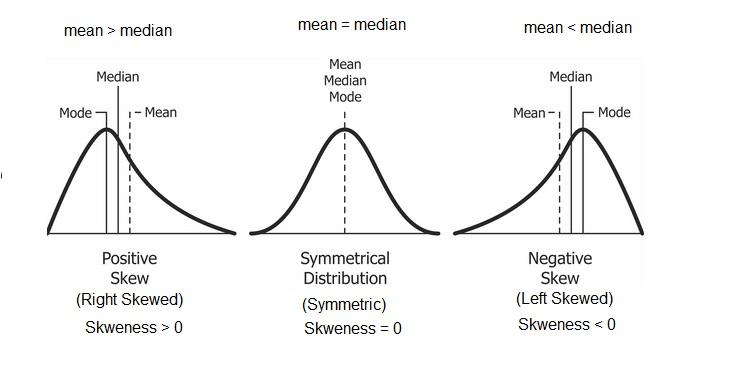 mean > median
mean = median
mean < median
Median
Mode
Mean
Mean
Median
Mode
Median
Mean
Mode
Positive
Skew
(Right Skewed)
Skweness > 0
Symmetrical
Distribution
(Symmetric)
Skweness = 0
Negative
Skew
(Left Skewed)
Skweness < 0